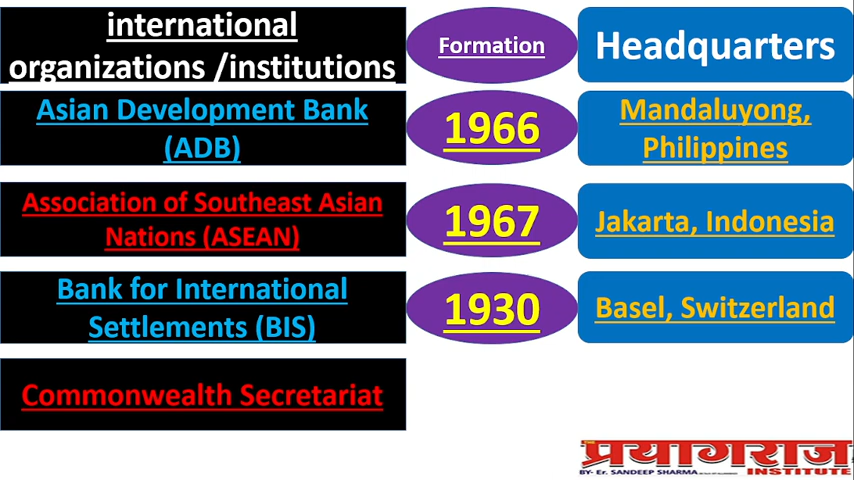 international
organizations /institutions
Formation
Headquarters
Asian Development Bank
(ADB)
1966
Mandaluyong,
Philippines
Association of Southeast Asian
Nations (ASEAN)
1967
Jakarta, Indonesia
Bank for International
Settlements (BIS)
1930
Basel, Switzerland
Commonwealth Secretariat
THE
प्रयागराज
INSTITUTE
BY- Er. SANDEEP SHARMA